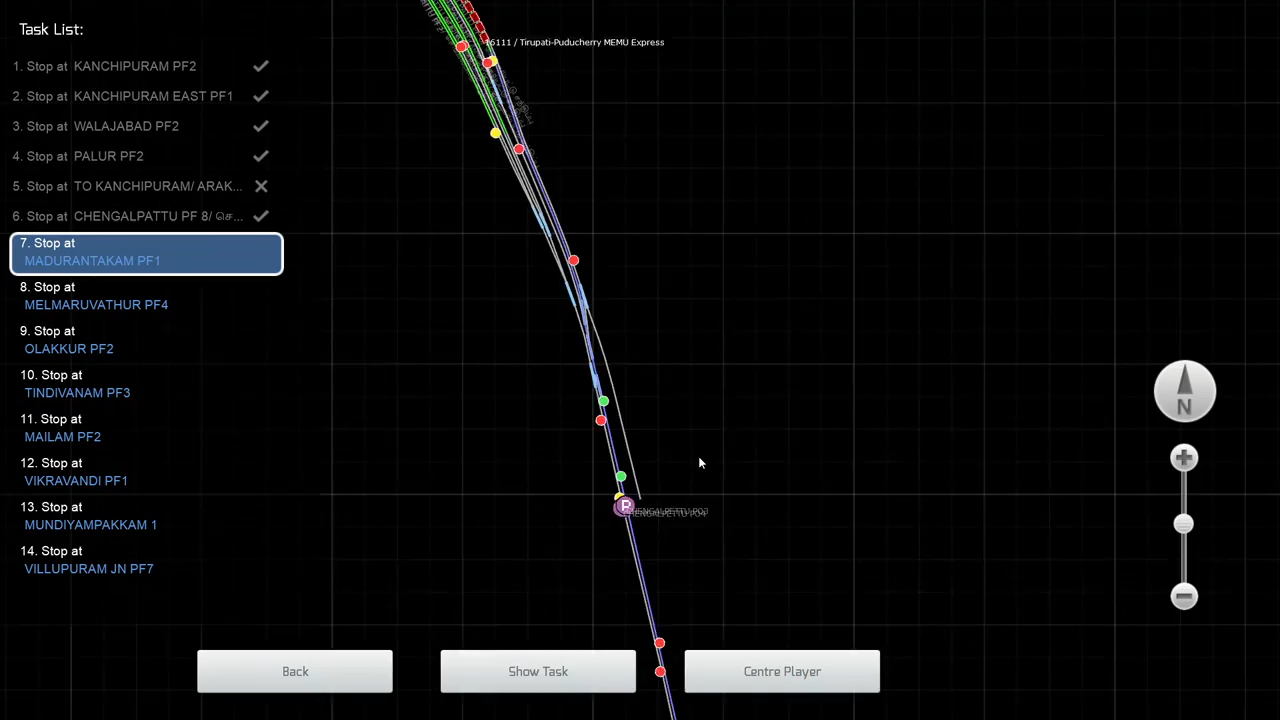 Task List:
1. Stop at KANCHIPURAM PF2
2. Stop at KANCHIPURAM EAST PF1
3. Stop at WALAJABAD PF2
4. Stop at PALUR PF2
5. Stop at TO KANCHIPURAM/ ARAK...
6. Stop at CHENGALPATTU PF 8/ செ...
7. Stop at
MADURANTAKAM PF1
8. Stop at
MELMARUVATHUR PF4
9. Stop at
OLAKKUR PF2
10. Stop at
TINDIVANAM PF3
11. Stop at
MAILAM PF2
12. Stop at
VIKRAVANDI PF1
13. Stop at
MUNDIYAMPAKKAM 1
14. Stop at
VILLUPURAM JN PF7
16111 / Tirupati-Puducherry MEMU Express
P
N
Back
Show Task
Centre Player